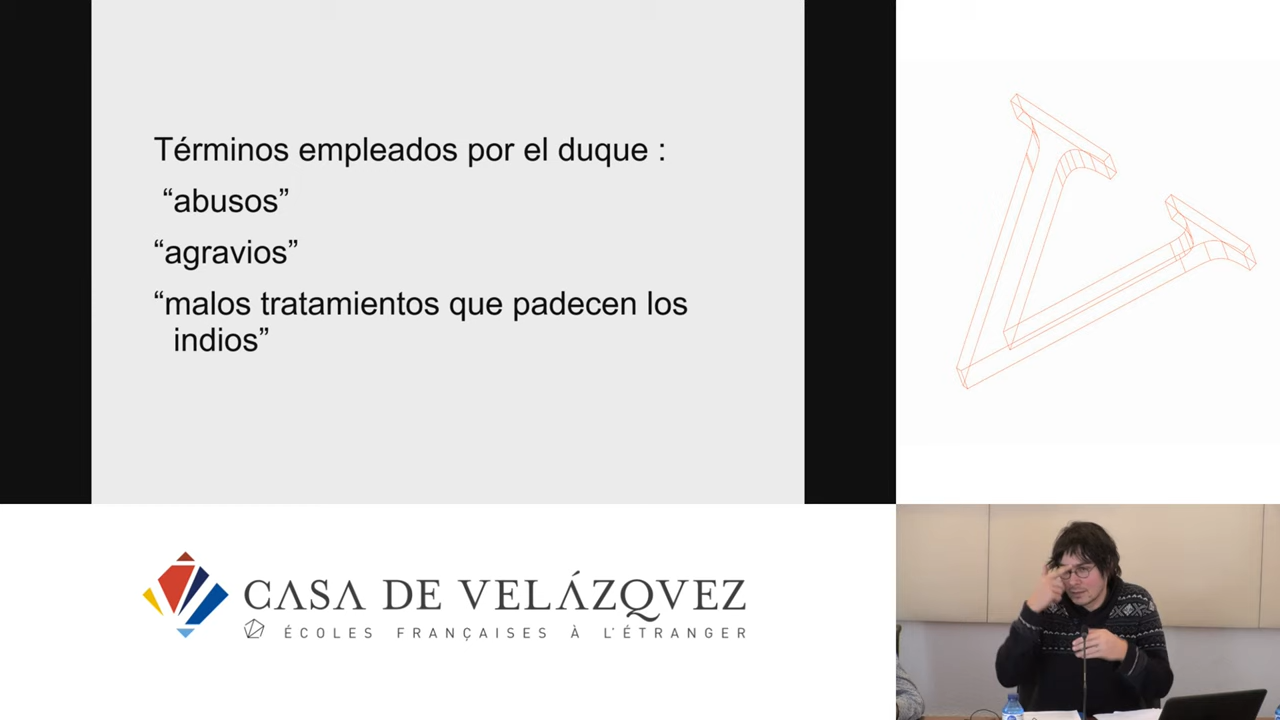 Términos empleados por el duque :
“abusos”
“agravios”
“malos tratamientos que padecen los
indios”
CASA DE VELÁZQVEZ
ÉCOLES FRANÇAISES À L'ÉTRANGER